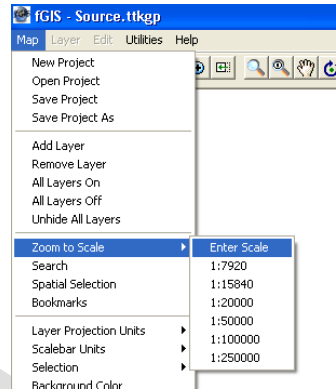 fGIS - Source.ttkgp
Map Layer Edit Utilities Help
New Project
Open Project
Save Project
Save Project As
Add Layer
Remove Layer
All Layers On
All Layers Off
Unhide All Layers
Zoom to Scale
Enter Scale
1:7920
1:15840
1:20000
1:50000
1:100000
1:250000
Search
Spatial Selection
Bookmarks
Layer Projection Units
Scalebar Units
Selection
Background Color